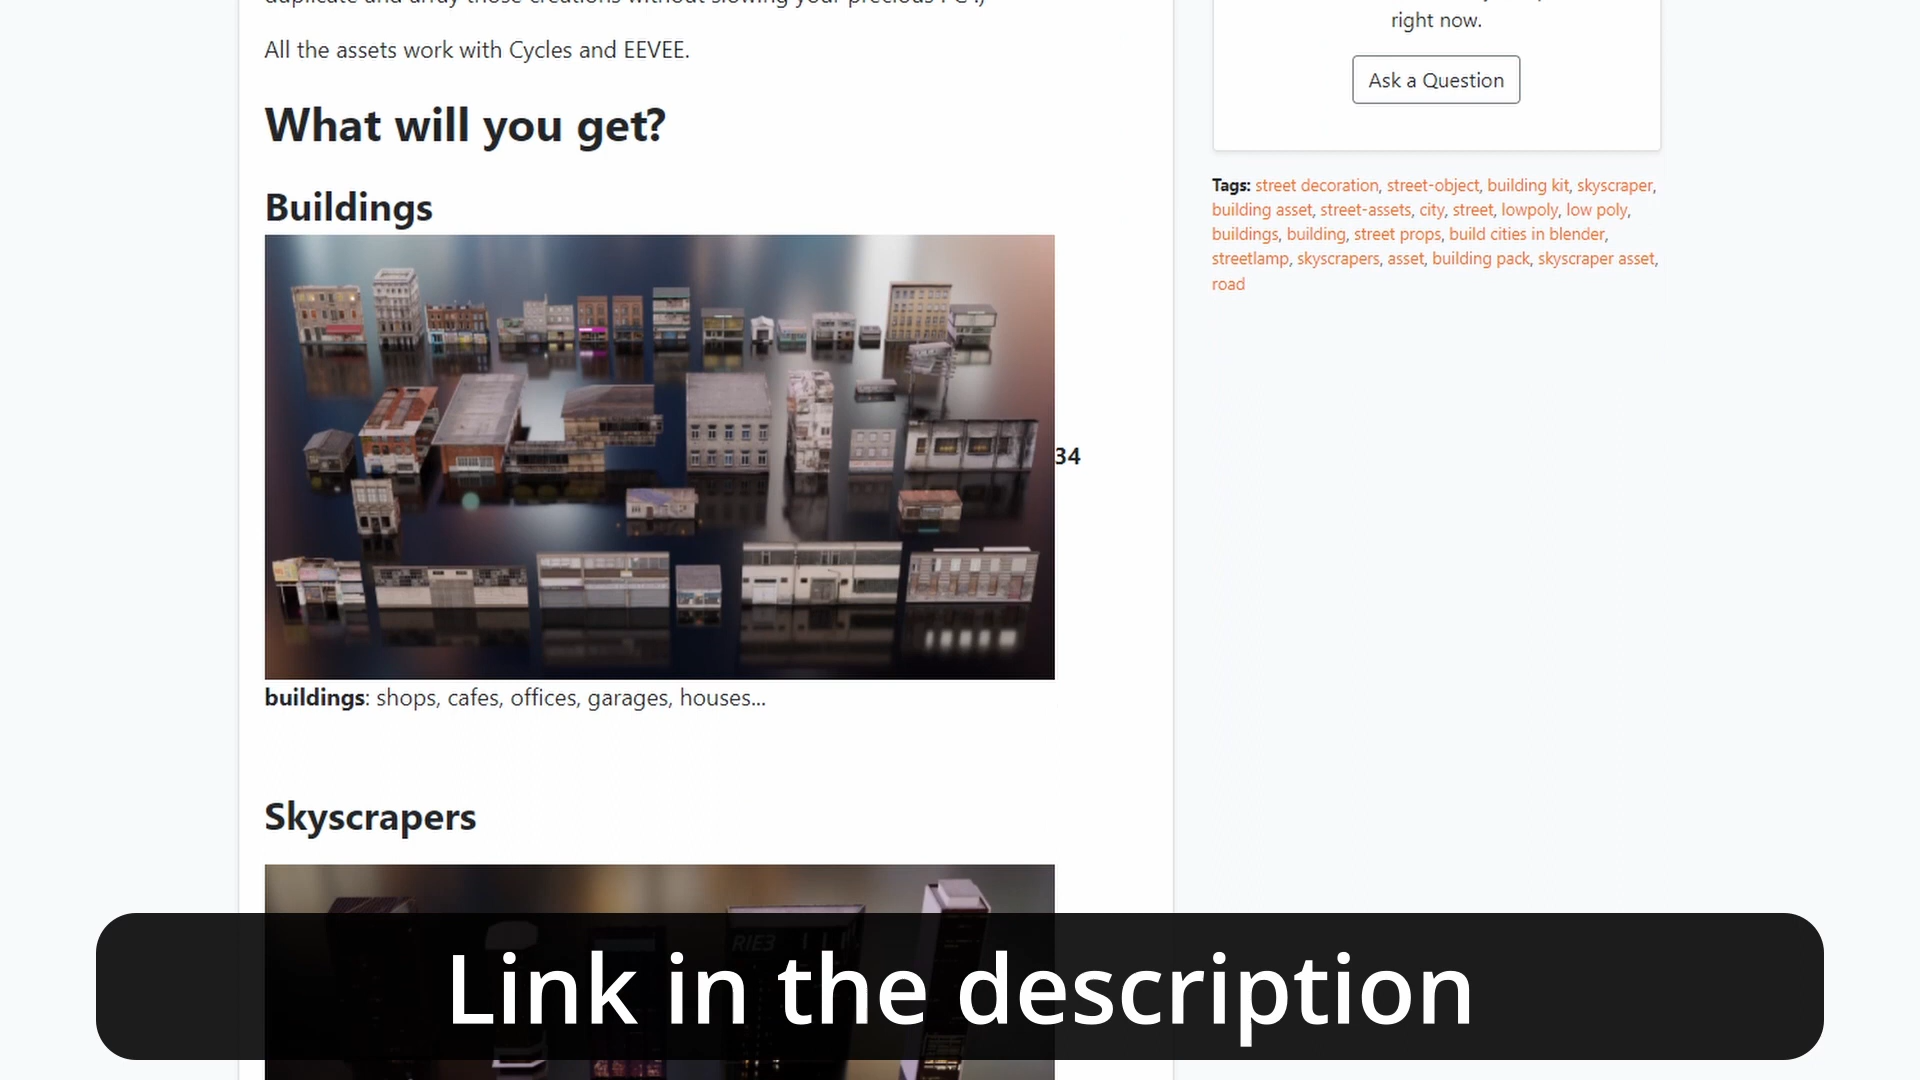 All the assets work with Cycles and EEVEE.
What will you get?
Buildings
34
buildings: shops, cafes, offices, garages, houses...
Skyscrapers
RIE3
right now.
Ask a Question
Tags: street decoration, street-object, building kit, skyscraper,
building asset, street-assets, city, street, lowpoly, low poly,
buildings, building, street props, build cities in blender,
streetlamp, skyscrapers, asset, building pack, skyscraper asset,
road
Link in the description